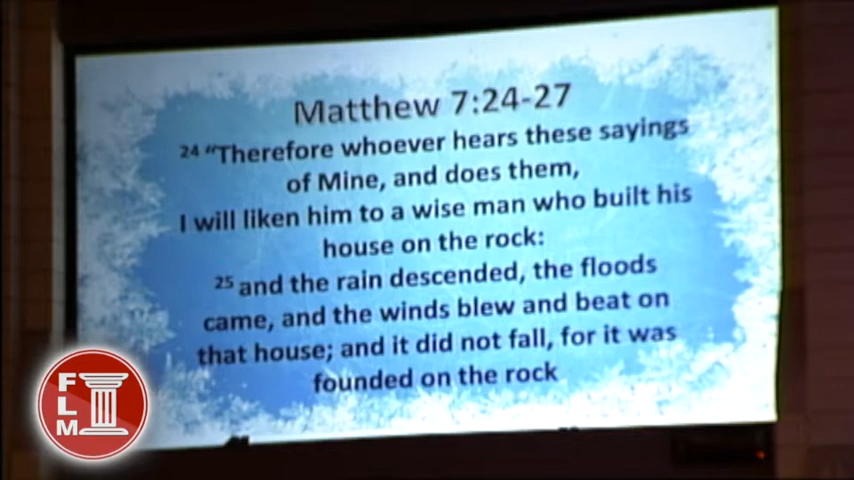 Matthew 7:24-27
24 "Therefore whoever hears these sayings
of Mine, and does them,
I will liken him to a wise man who built his
house on the rock:
25 and the rain descended, the floods
came, and the winds blew and beat on
that house; and it did not fall, for it was
founded on the rock
F
L
M